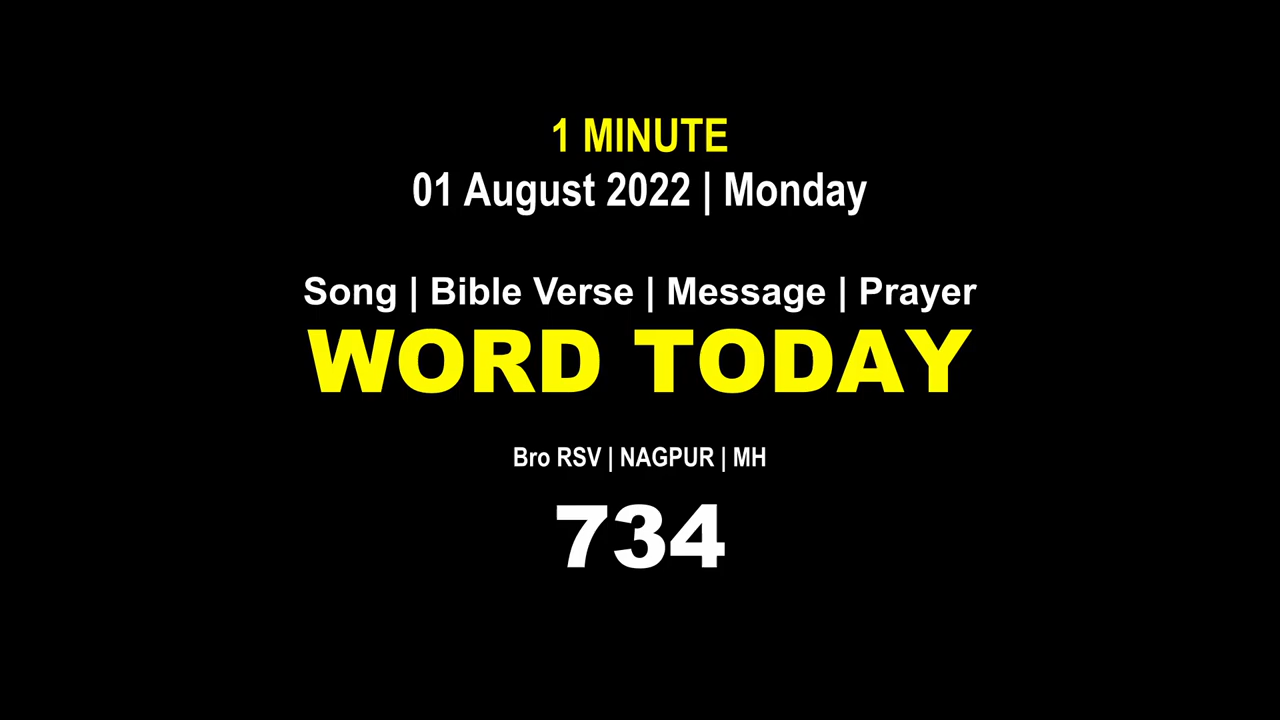 1 MINUTE
01 August 2022 | Monday
Song | Bible Verse | Message | Prayer
WORD TODAY
Bro RSV | NAGPUR | MH
734